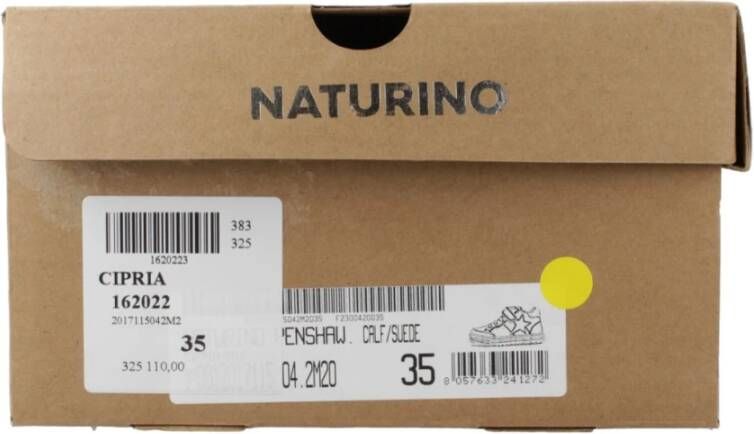 NATURINO
383
325
1620223
CIPRIA
162022
2017115042M2
35
325 110,00
5042M2035 F2300420035
PENSHAW. CALF/SUEDE
04.2M20 35
8 057633 241272